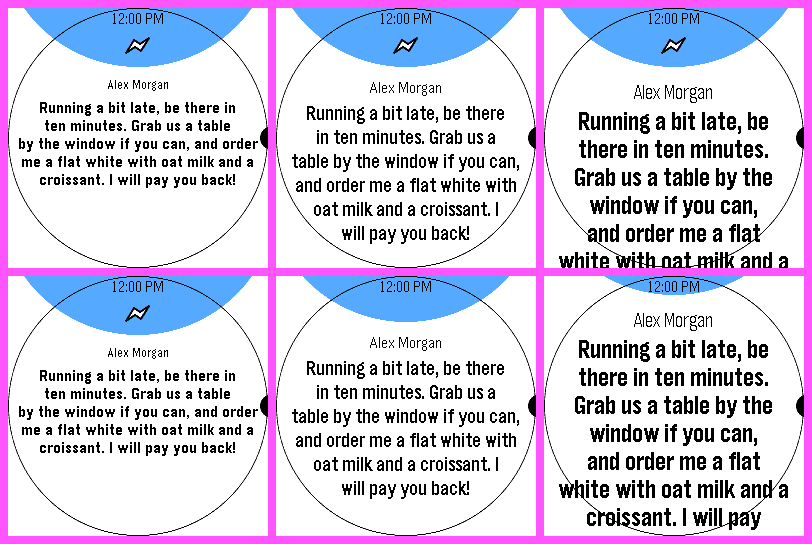 12:00 PM
Alex Morgan
Running a bit late, be there in
ten minutes. Grab us a table
by the window if you can, and order
me a flat white with oat milk and a
croissant. I will pay you back!
12:00 PM
Alex Morgan
Running a bit late, be there
in ten minutes. Grab us a
table by the window if you can,
and order me a flat white with
oat milk and a croissant. I
will pay you back!
12:00 PM
Alex Morgan
Running a bit late, be
there in ten minutes.
Grab us a table by the
window if you can,
and order me a flat
white with oat milk and a
12:00 PM
Alex Morgan
Running a bit late, be there in
ten minutes. Grab us a table
by the window if you can, and order
me a flat white with oat milk and a
croissant. I will pay you back!
12:00 PM
Alex Morgan
Running a bit late, be there
in ten minutes. Grab us a
table by the window if you can,
and order me a flat white with
oat milk and a croissant. I
will pay you back!
12:00 PM
Alex Morgan
Running a bit late, be
there in ten minutes.
Grab us a table by the
window if you can,
and order me a flat
white with oat milk and a
croissant. I will pay